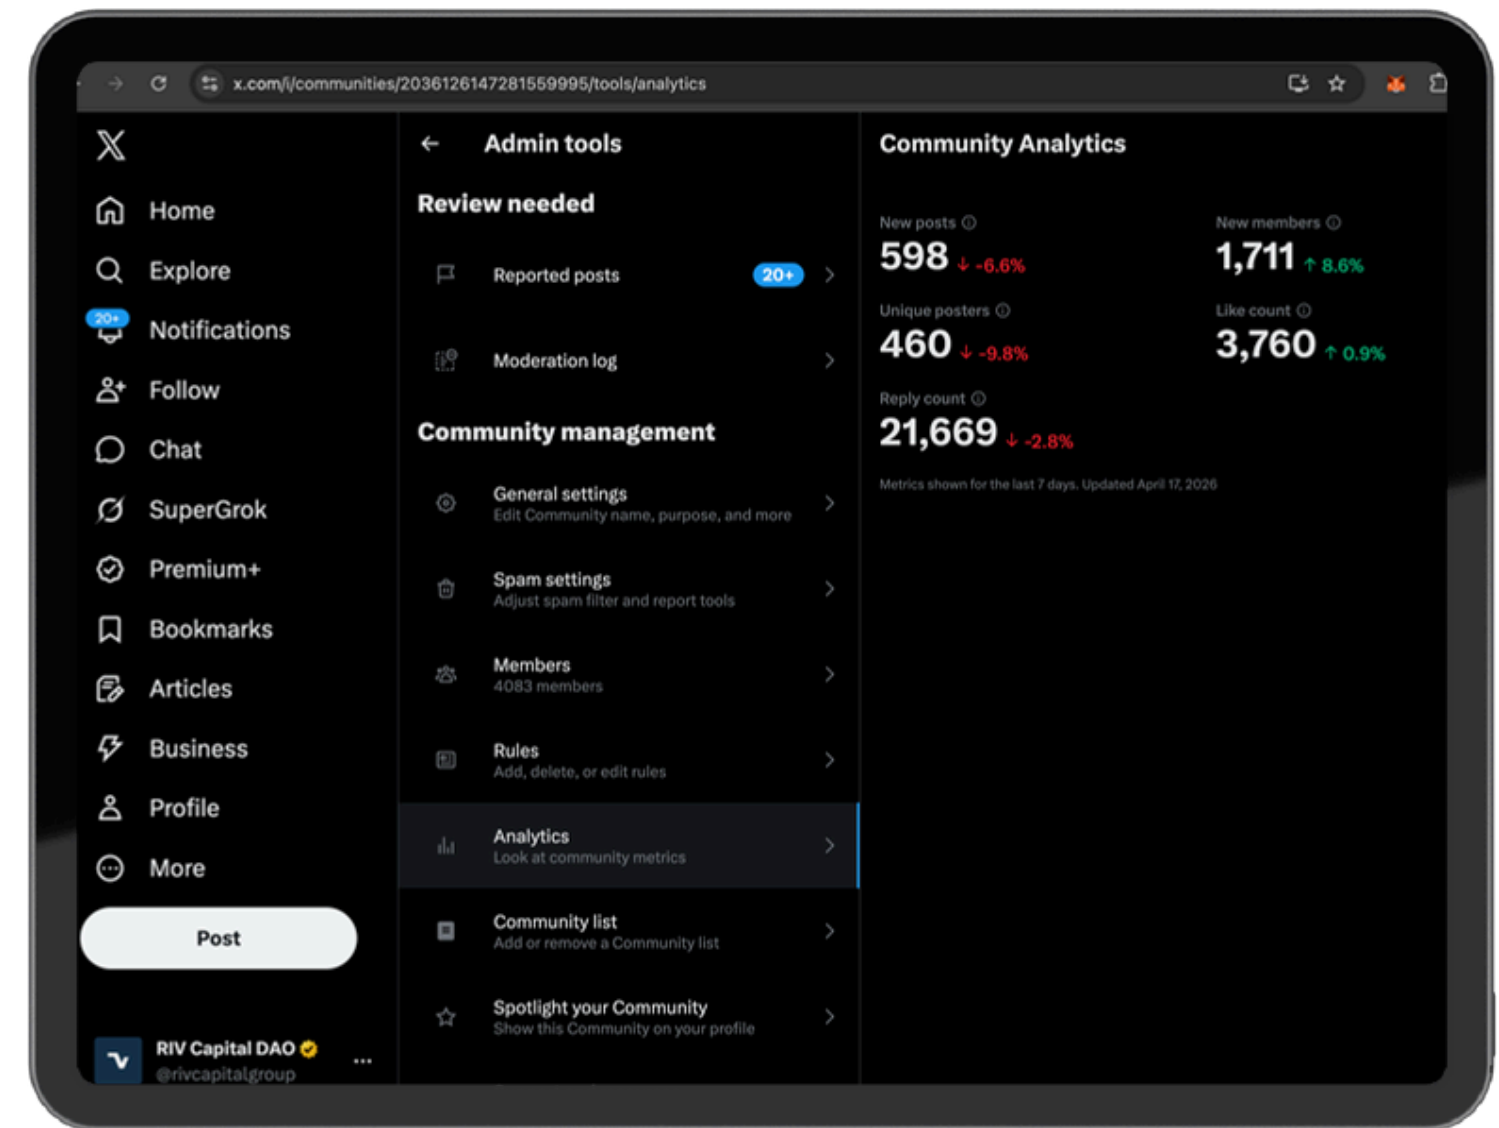 x.com/i/communities/2036126147281559995/tools/analytics
Home
Explore
20+
Notifications
Follow
Chat
SuperGrok
Premium+
Bookmarks
Articles
Business
Profile
More
Post
RIV Capital DAO
@rivcapitalgroup
Admin tools
Review needed
Reported posts 20+
Moderation log
Community management
General settings
Edit Community name, purpose, and more
Spam settings
Adjust spam filter and report tools
Members
4083 members
Rules
Add, delete, or edit rules
Analytics
Look at community metrics
Community list
Add or remove a Community list
Spotlight your Community
Show this Community on your profile
Community Analytics
New posts
598 ↓ -6.6%
New members
1,711 ↑ 8.6%
Unique posters
460 ↓ -9.8%
Like count
3,760 ↑ 0.9%
Reply count
21,669 ↓ -2.8%
Metrics shown for the last 7 days. Updated April 17, 2026